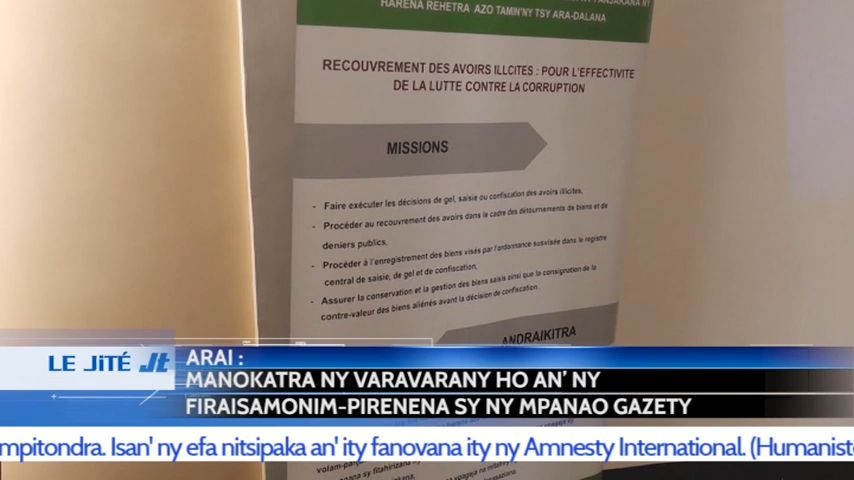 HARENA REHETRA AZO TAMIN'NY TSY ARA-DALANA
RECOUVREMENT DES AVOIRS ILLCITES : POUR L'EFFECTIVITE
DE LA LUTTE CONTRE LA CORRUPTION
MISSIONS
- Faire exécuter les décisions de gel, saisie ou confiscation des avoirs illicites,
- Procéder au recouvrement des avoirs dans le cadre des détournements de biens et de
deniers publics,
- Procéder à l'enregistrement des biens visés par l'ordonnance susvisée dans le registre
central de saisie, de gel et de confiscation,
- Assurer la conservation et la gestion des biens saisis ainsi que la consignation de la
contre-valeur des biens aliénés avant la décision de confiscation.
ANDRAIKITRA
LE JiTÉ Jt
ARAI :
MANOKATRA NY VARAVARANY HO AN' NY
FIRAISAMONIM-PIRENENA SY NY MPANAO GAZETY
mpitondra. Isan' ny efa nitsipaka an' ity fanovana ity ny Amnesty International. (Humaniste